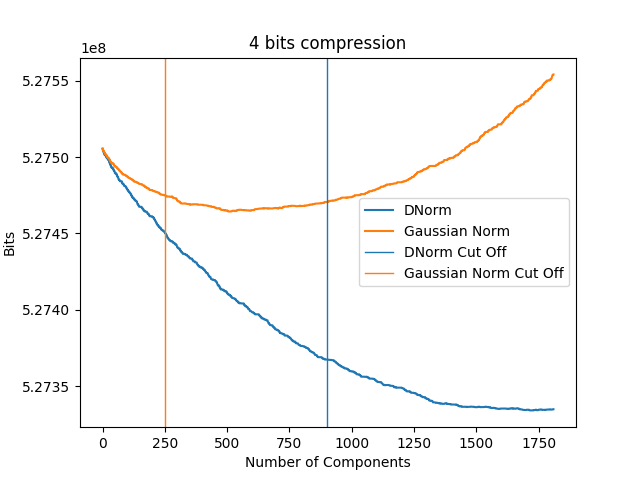 4 bits compression
1e8
5.2755
5.2750
5.2745
5.2740
5.2735
Bits
DNorm
Gaussian Norm
DNorm Cut Off
Gaussian Norm Cut Off
0 250 500 750 1000 1250 1500 1750
Number of Components